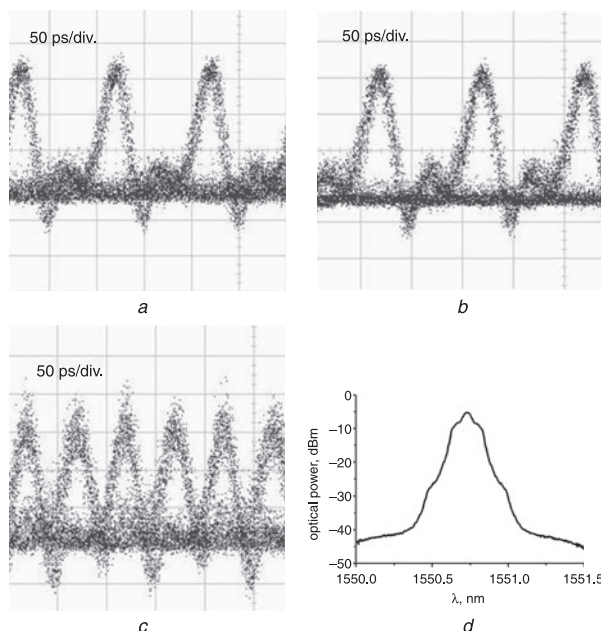 50 ps/div.
50 ps/div.
a
b
50 ps/div.
c
optical power, dBm
0
–10
–20
–30
–40
–50
1550.0 1550.5 1551.0 1551.5
λ, nm
d